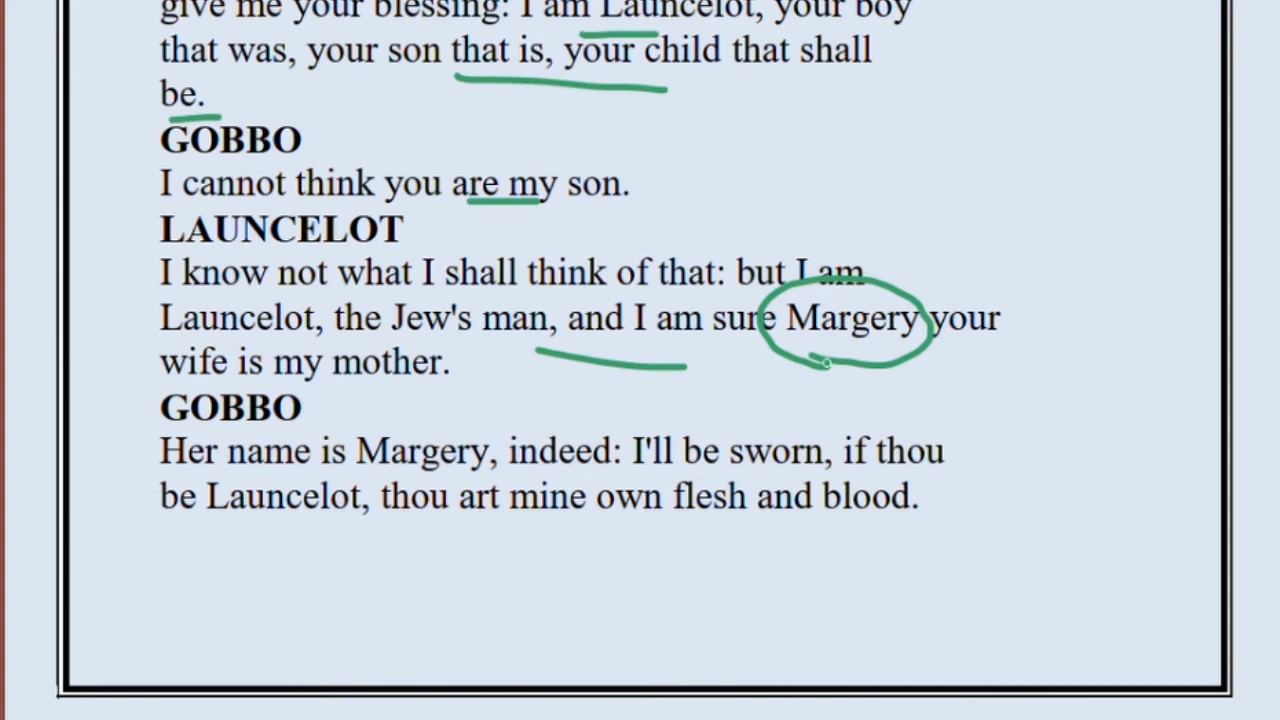 give me your blessing: I am Launcelot, your boy
that was, your son that is, your child that shall
be.
GOBBO
I cannot think you are my son.
LAUNCELOT
I know not what I shall think of that: but I am
Launcelot, the Jew's man, and I am sure Margery your
wife is my mother.
GOBBO
Her name is Margery, indeed: I'll be sworn, if thou
be Launcelot, thou art mine own flesh and blood.